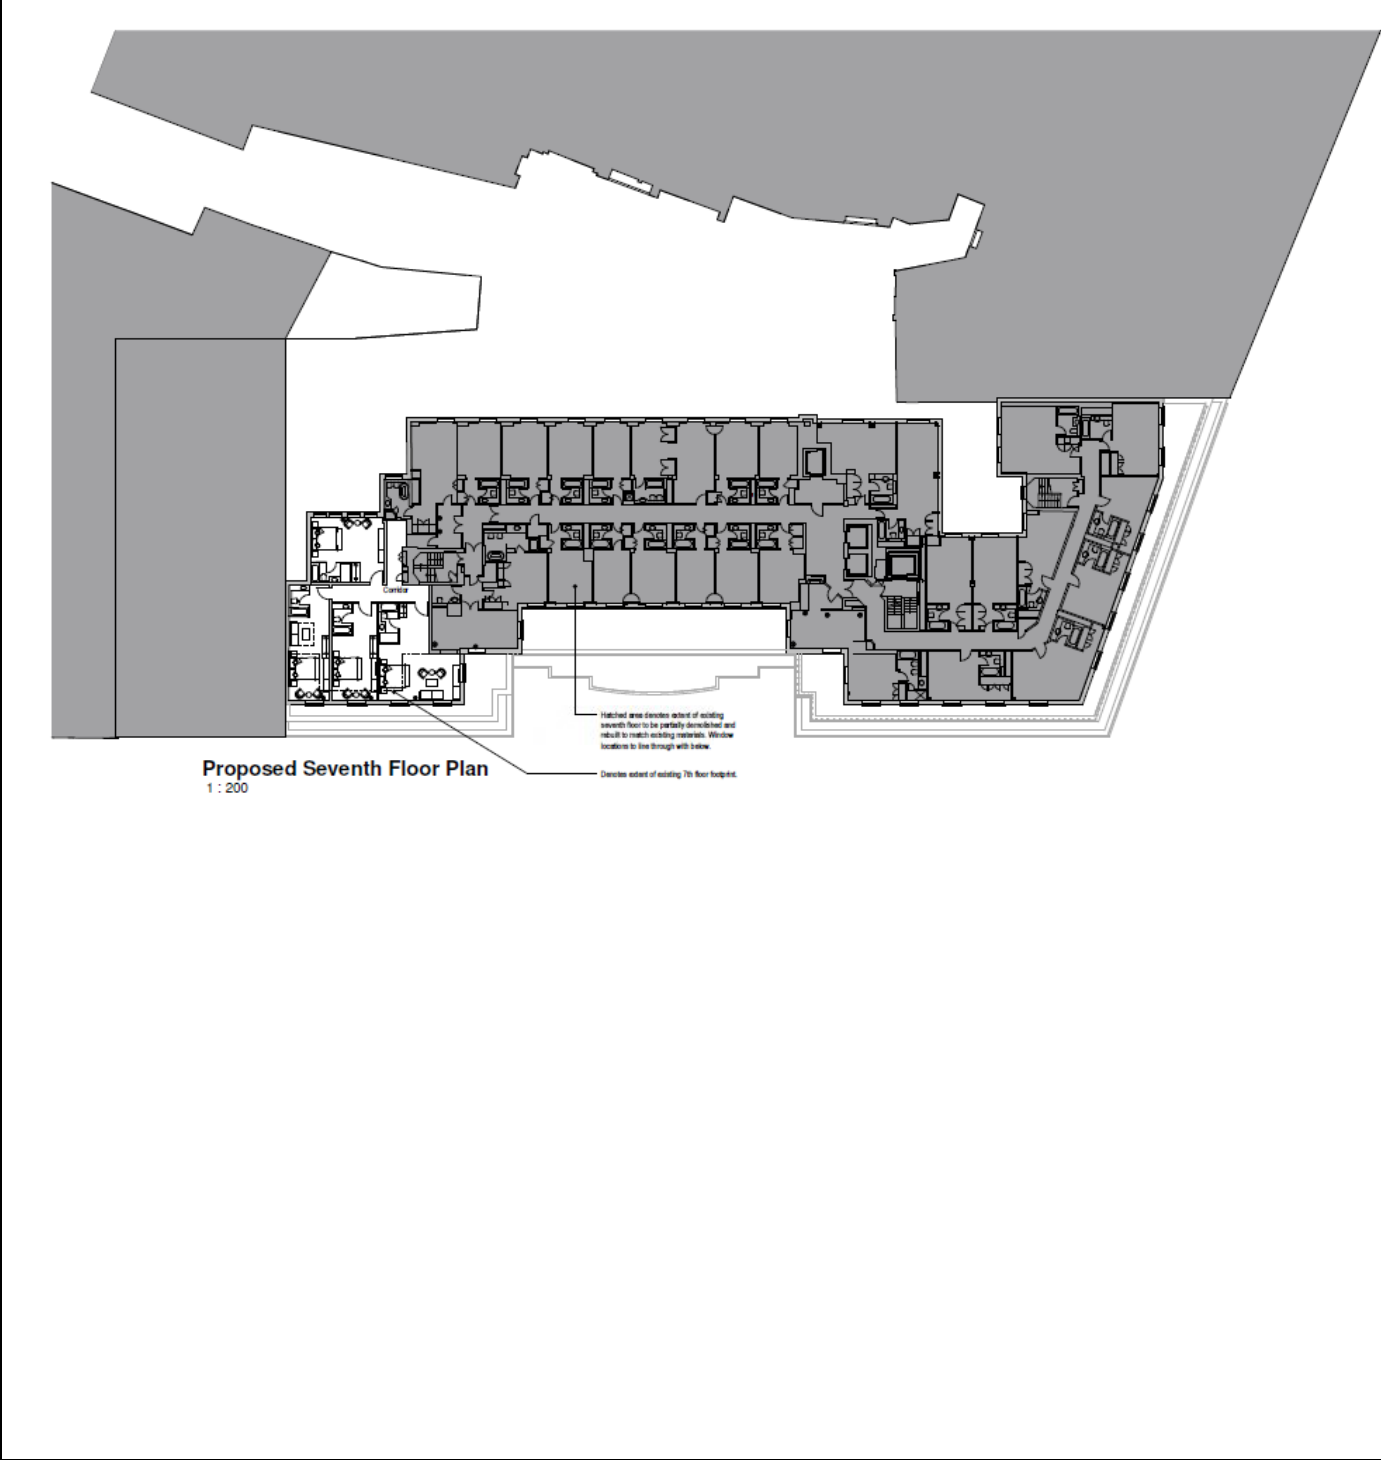 Corridor
Hatched area denotes extent of existing
seventh floor to be partially demolished and
rebuilt to match existing materials. Window
locations to line through with below.
Denotes extent of existing 7th floor footprint.
Proposed Seventh Floor Plan
1 : 200